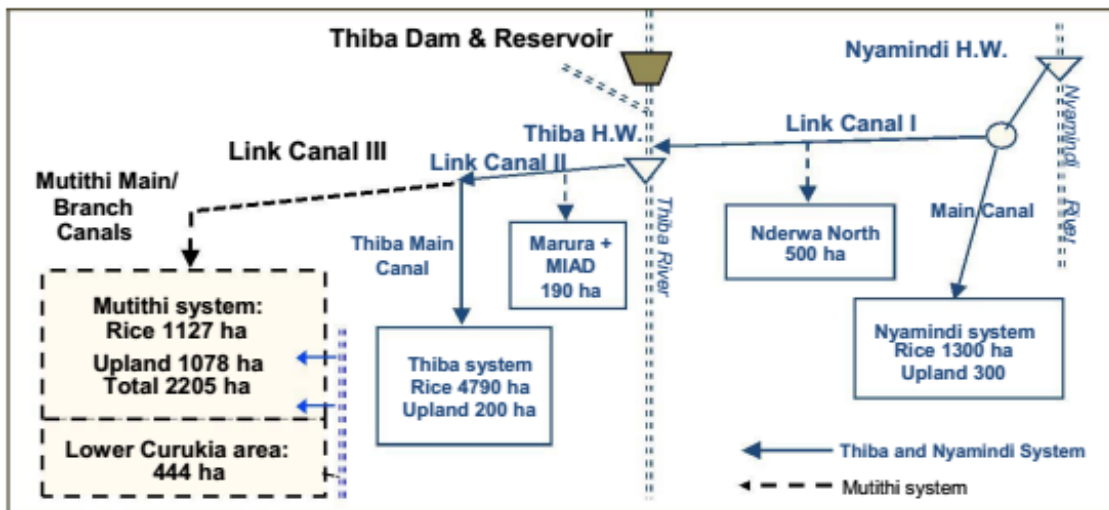 Thiba Dam & Reservoir
Nyamindi H.W.
Nyamindi River
Link Canal I
Thiba H.W.
Link Canal III
Link Canal II
Mutithi Main/
Branch
Canals
Main Canal
Thiba River
Thiba Main
Canal
Marura +
MIAD
190 ha
Nderwa North
500 ha
Mutithi system:
Rice 1127 ha
Upland 1078 ha
Total 2205 ha
Thiba system
Rice 4790 ha
Upland 200 ha
Nyamindi system
Rice 1300 ha
Upland 300
Lower Curukia area:
444 ha
Thiba and Nyamindi System
Mutithi system